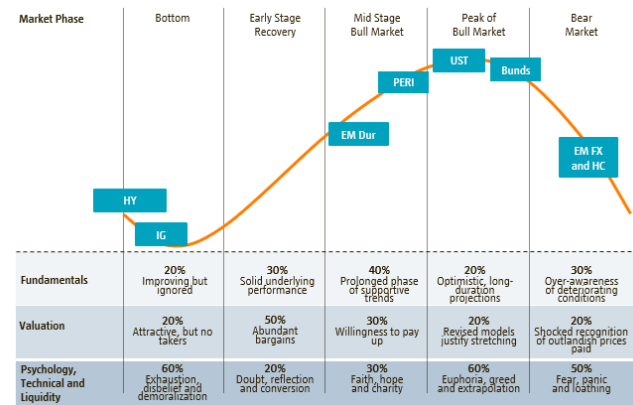 Market Phase
Bottom
Early Stage
Recovery
Mid Stage
Bull Market
Peak of
Bull Market
Bear
Market
UST
Bunds
PERI
EM Dur
EM FX
and HC
HY
IG
Fundamentals
20%
Improving but
ignored
30%
Solid underlying
performance
40%
Prolonged phase
of supportive
trends
20%
Optimistic, long-
duration
projections
30%
Over-awareness
of deteriorating
conditions
Valuation
20%
Attractive, but no
takers
50%
Abundant
bargains
30%
Willingness to pay
up
20%
Revised models
justify stretching
20%
Shocked recognition
of outlandish prices
paid
Psychology,
Technical and
Liquidity
60%
Exhaustion,
disbelief and
demoralization
20%
Doubt, reflection
and conversion
30%
Faith, hope
and charity
60%
Euphoria, greed
and extrapolation
50%
Fear, panic
and loathing